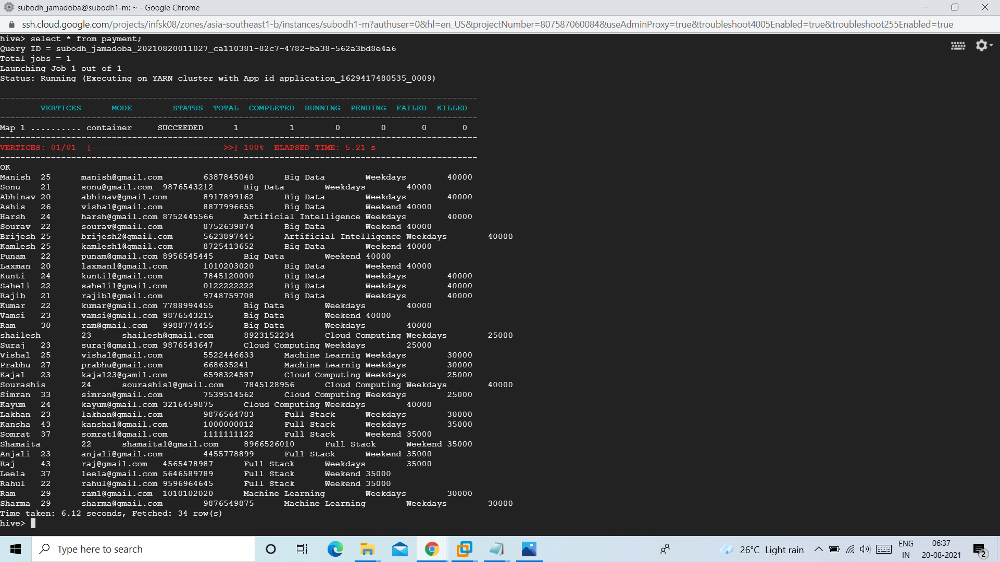 subodh_jamadoba@subodh1-m: ~ - Google Chrome
ssh.cloud.google.com/projects/infsk08/zones/asia-southeast1-b/instances/subodh1-m?authuser=0&hl=en_US&projectNumber=807587060084&useAdminProxy=true&troubleshoot4005Enabled=true&troubleshoot255Enabled=true
hive> select * from payment;
Query ID = subodh_jamadoba_20210820011027_ca110381-82c7-4782-ba38-562a3bd8e4a6
Total jobs = 1
Launching Job 1 out of 1
Status: Running (Executing on YARN cluster with App id application_1629417480535_0009)
----------------------------------------------------------------------------------------------
VERTICES MODE STATUS TOTAL COMPLETED RUNNING PENDING FAILED KILLED
----------------------------------------------------------------------------------------------
Map 1 .......... container SUCCEEDED 1 1 0 0 0 0
----------------------------------------------------------------------------------------------
VERTICES: 01/01 [==========================>>] 100% ELAPSED TIME: 5.21 s
----------------------------------------------------------------------------------------------
OK
Manish 25 manish@gmail.com 6387845040 Big Data Weekdays 40000
Sonu 21 sonu@gmail.com 9876543212 Big Data Weekdays 40000
Abhinav 20 abhinav@gmail.com 8917899162 Big Data Weekdays 40000
Ashis 26 vishal@gmail.com 8877996655 Big Data Weekend 40000
Harsh 24 harsh@gmail.com 8752445566 Artificial Intelligence Weekdays 40000
Sourav 22 sourav@gmail.com 8752639874 Big Data Weekend 40000
Brijesh 25 brijesh2@gmail.com 5623897445 Artificial Intelligence Weekdays 40000
Kamlesh 25 kamlesh1@gmail.com 8725413652 Big Data Weekend 40000
Punam 22 punam@gmail.com 8956545445 Big Data Weekend 40000
Laxman 20 laxman1@gmail.com 1010203020 Big Data Weekend 40000
Kunti 24 kunti1@gmail.com 7845120000 Big Data Weekdays 40000
Saheli 22 saheli1@gmail.com 0122222222 Big Data Weekdays 40000
Rajib 21 rajib1@gmail.com 9748759708 Big Data Weekdays 40000
Kumar 22 kumar@gmail.com 7788994455 Big Data Weekdays 40000
Vamsi 23 vamsi@gmail.com 9876543215 Big Data Weekend 40000
Ram 30 ram@gmail.com 9988774455 Big Data Weekdays 40000
shailesh 23 shailesh@gmail.com 8923152234 Cloud Computing Weekdays 25000
Suraj 23 suraj@gmail.com 9876543647 Cloud Computing Weekdays 25000
Vishal 25 vishal@gmail.com 5522446633 Machine Learnig Weekdays 30000
Prabhu 27 prabhu@gmail.com 668635241 Machine Learnig Weekdays 30000
Kajal 23 kajal23@gamil.com 6598324587 Cloud Computing Weekdays 25000
Sourashis 24 sourashis1@gmail.com 7845128956 Cloud Computing Weekdays 40000
Simran 33 simran@gmail.com 7539514562 Cloud Computing Weekdays 25000
Kayum 24 kayum@gmail.com 3216459875 Cloud Computing Weekdays 40000
Lakhan 23 lakhan@gmail.com 9876564783 Full Stack Weekdays 30000
Kansha 43 kansha1@gmail.com 1000000012 Full Stack Weekdays 35000
Somrat 37 somrat1@gmail.com 1111111122 Full Stack Weekend 35000
Shamaita 22 shamaita1@gmail.com 8966526010 Full Stack Weekend 35000
Anjali 23 anjali@gmail.com 4455778899 Full Stack Weekend 35000
Raj 43 raj@gmail.com 4565478987 Full Stack Weekdays 35000
Leela 37 leela@gmail.com 5646589789 Full Stack Weekend 35000
Rahul 22 rahul@gmail.com 9596964645 Full Stack Weekend 35000
Ram 29 ram1@gmail.com 1010102020 Machine Learning Weekdays 30000
Sharma 29 sharma@gmail.com 9876549875 Machine Learning Weekdays 30000
Time taken: 6.12 seconds, Fetched: 34 row(s)
hive>
Type here to search
26°C Light rain
ENG
IN
06:37
20-08-2021
2